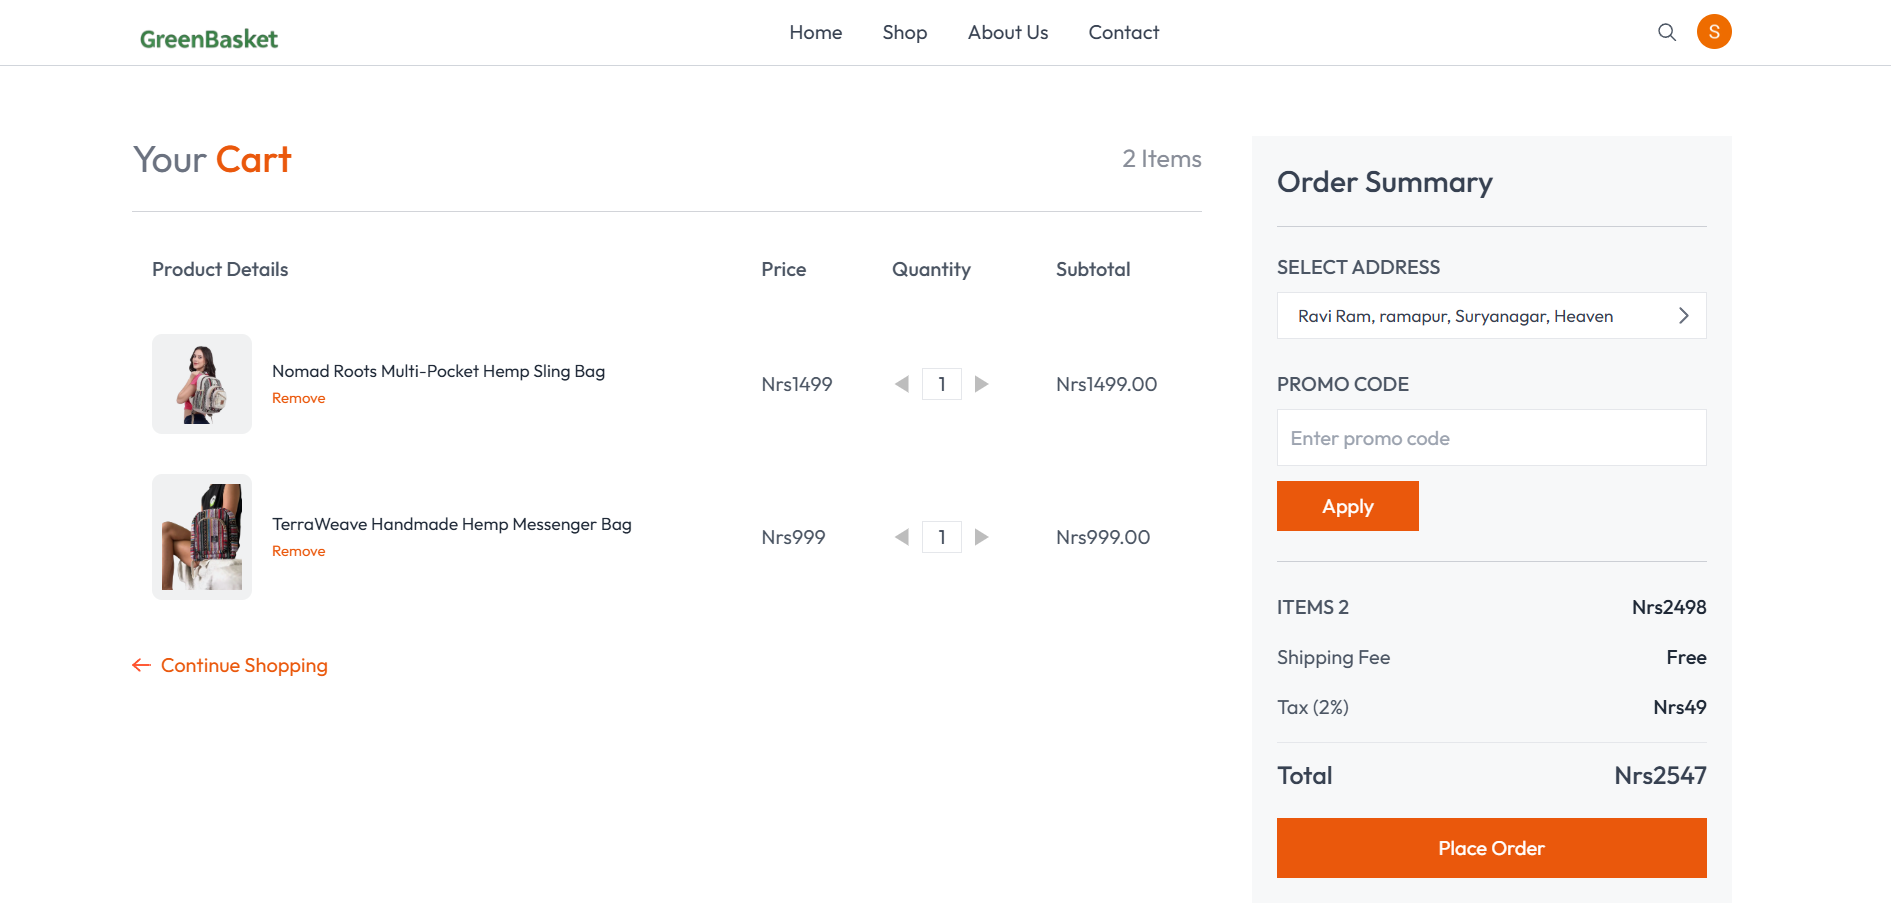 GreenBasket
Home Shop About Us Contact
S
Your Cart
2 Items
Product Details Price Quantity Subtotal
Nomad Roots Multi-Pocket Hemp Sling Bag
Remove
Nrs1499 1 Nrs1499.00
TerraWeave Handmade Hemp Messenger Bag
Remove
Nrs999 1 Nrs999.00
Continue Shopping
Order Summary
SELECT ADDRESS
Ravi Ram, ramapur, Suryanagar, Heaven
PROMO CODE
Enter promo code
Apply
ITEMS 2 Nrs2498
Shipping Fee Free
Tax (2%) Nrs49
Total Nrs2547
Place Order